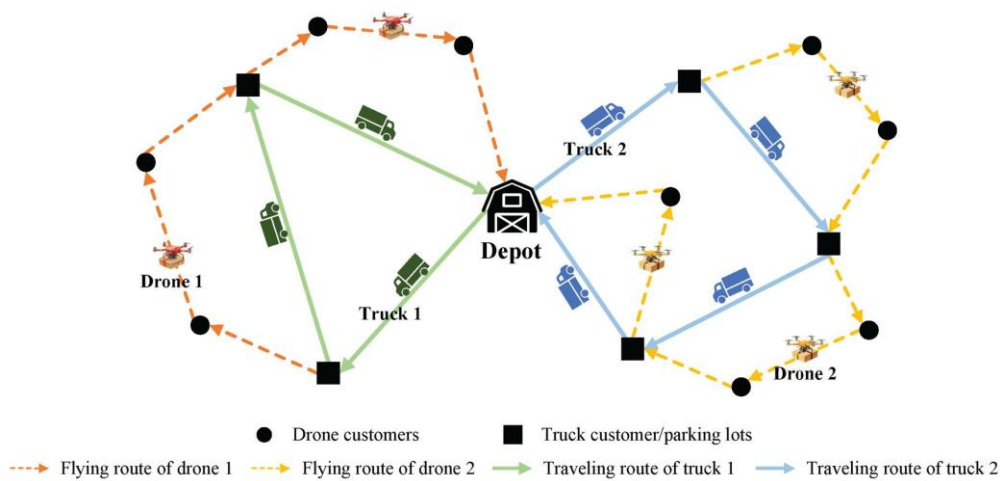 Truck 2
Depot
Drone 1
Truck 1
Drone 2
Drone customers
Truck customer/parking lots
Flying route of drone 1
Flying route of drone 2
Traveling route of truck 1
Traveling route of truck 2